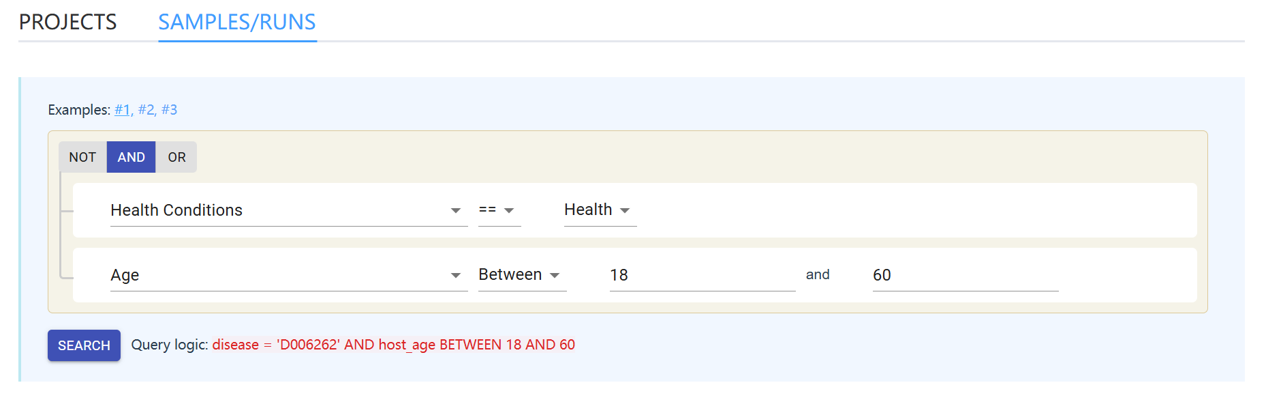 PROJECTS SAMPLES/RUNS
Examples: #1, #2, #3
NOT AND OR
Health Conditions == Health
Age Between 18 and 60
SEARCH Query logic: disease = 'D006262' AND host_age BETWEEN 18 AND 60